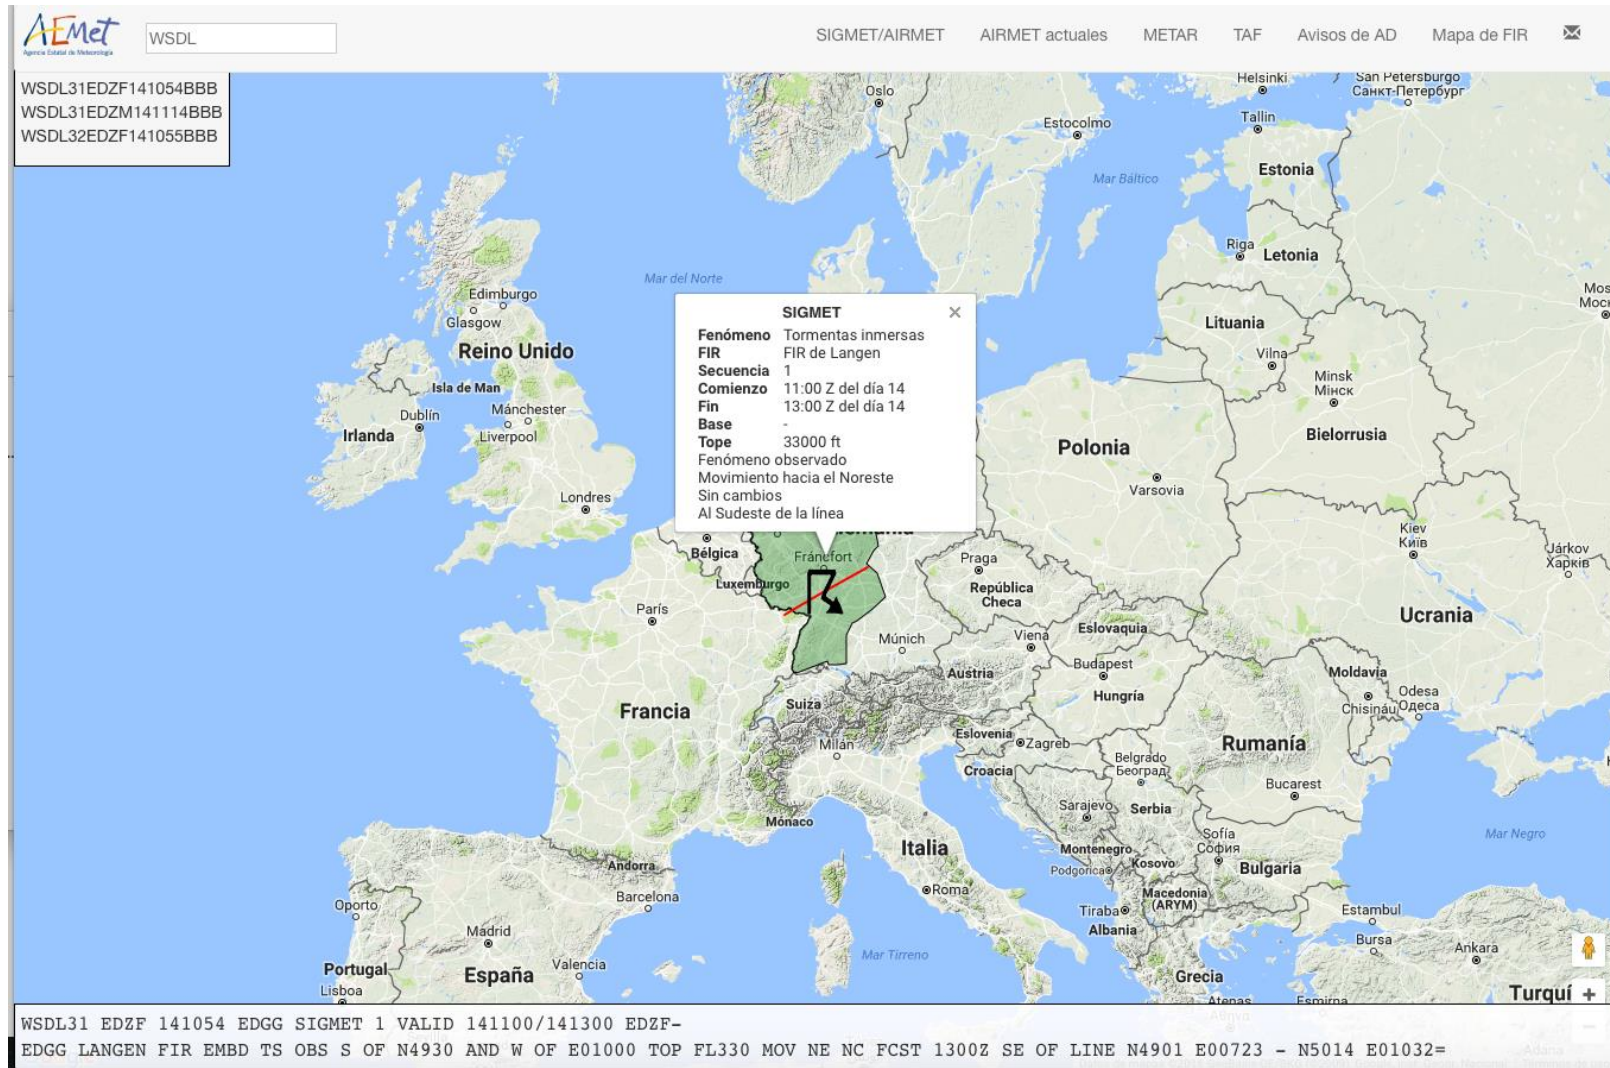 AEMet
Agencia Estatal de Meteorología
WSDL
SIGMET/AIRMET AIRMET actuales METAR TAF Avisos de AD Mapa de FIR
WSDL31EDZF141054BBB
WSDL31EDZM141114BBB
WSDL32EDZF141055BBB
Oslo
Helsinki
San Petersburgo
Санкт-Петербург
Estocolmo
Tallin
Estonia
Mar Báltico
Riga
Letonia
Mar del Norte
Edimburgo
Glasgow
Reino Unido
Isla de Man
Dublín
Mánchester
Irlanda
Liverpool
Londres
Lituania
Vilna
Minsk
Мінск
Bielorrusia
Polonia
Varsovia
SIGMET ×
Fenómeno Tormentas inmersas
FIR FIR de Langen
Secuencia 1
Comienzo 11:00 Z del día 14
Fin 13:00 Z del día 14
Base -
Tope 33000 ft
Fenómeno observado
Movimiento hacia el Noreste
Sin cambios
Al Sudeste de la línea
Bélgica
Fráncfort
Luxemburgo
Praga
República
Checa
Kiev
Київ
Járkov
Харків
Ucrania
París
Múnich
Viena
Eslovaquia
Budapest
Austria
Hungría
Moldavia
Chisináu
Odesa
Одеса
Francia
Suiza
Milán
Eslovenia
Zagreb
Croacia
Belgrado
Београд
Rumanía
Bucarest
Sarajevo
Serbia
Mónaco
Italia
Montenegro
Podgorica
Kosovo
Sofía
София
Bulgaria
Mar Negro
Andorra
Barcelona
Roma
Macedonia
(ARYM)
Tiraba
Albania
Estambul
Bursa
Ankara
Oporto
Madrid
Portugal
Lisboa
España
Valencia
Mar Tirreno
Grecia
Atenas
Esmirna
Turquí
+
WSDL31 EDZF 141054 EDGG SIGMET 1 VALID 141100/141300 EDZF-
EDGG LANGEN FIR EMBD TS OBS S OF N4930 AND W OF E01000 TOP FL330 MOV NE NC FCST 1300Z SE OF LINE N4901 E00723 - N5014 E01032=